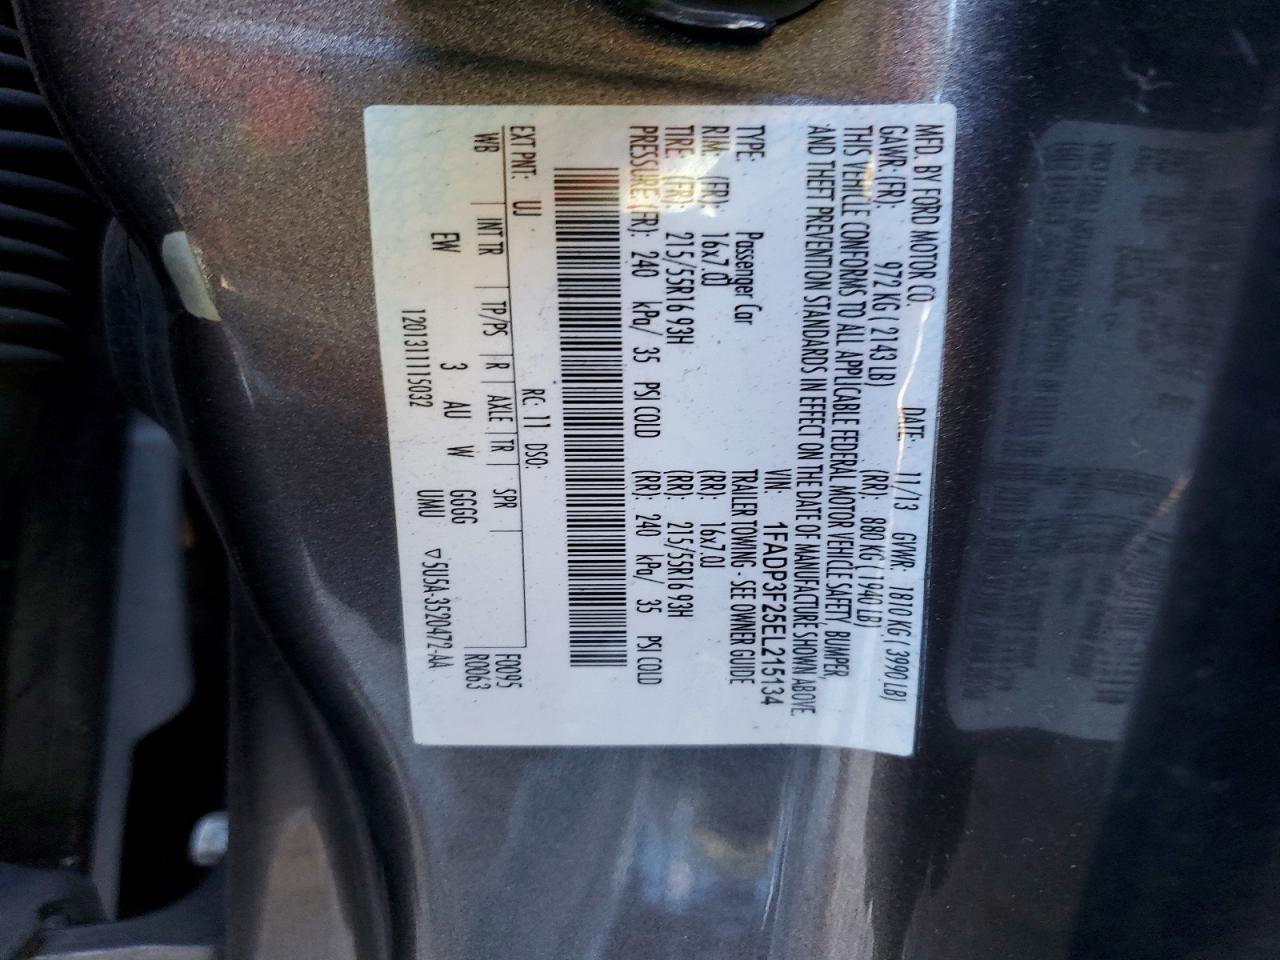 MFD. BY FORD MOTOR CO. DATE: 11/13 GVWR: 1810 KG 3990 LB)
GAWR: (FR): 972 KG ( 2143 LB) (RR): 880 KG ( 1940 LB)
THIS VEHICLE CONFORMS TO ALL APPLICABLE FEDERAL MOTOR VEHICLE SAFETY, BUMPER,
AND THEFT PREVENTION STANDARDS IN EFFECT ON THE DATE OF MANUFACTURE SHOWN ABOVE.
VIN: 1FADP3F25EL215134
TYPE: Passenger Car TRAILER TOWING - SEE OWNER GUIDE
RIM: (FR): 16x7.0J (RR): 16x7.0J
TIRE: (FR): 215/55R16 93H (RR): 215/55R16 93H
PRESSURE: (FR): 240 kPa/ 35 PSI COLD (RR): 240 kPa/ 35 PSI COLD
EXT PNT: UJ RC: 11 DSO: F0095
WB INT TR TP/PS R AXLE TR SPR R0063
EW 3 AU W GGGG
1201311115032 UMU ▽5U5A-3520472-AA